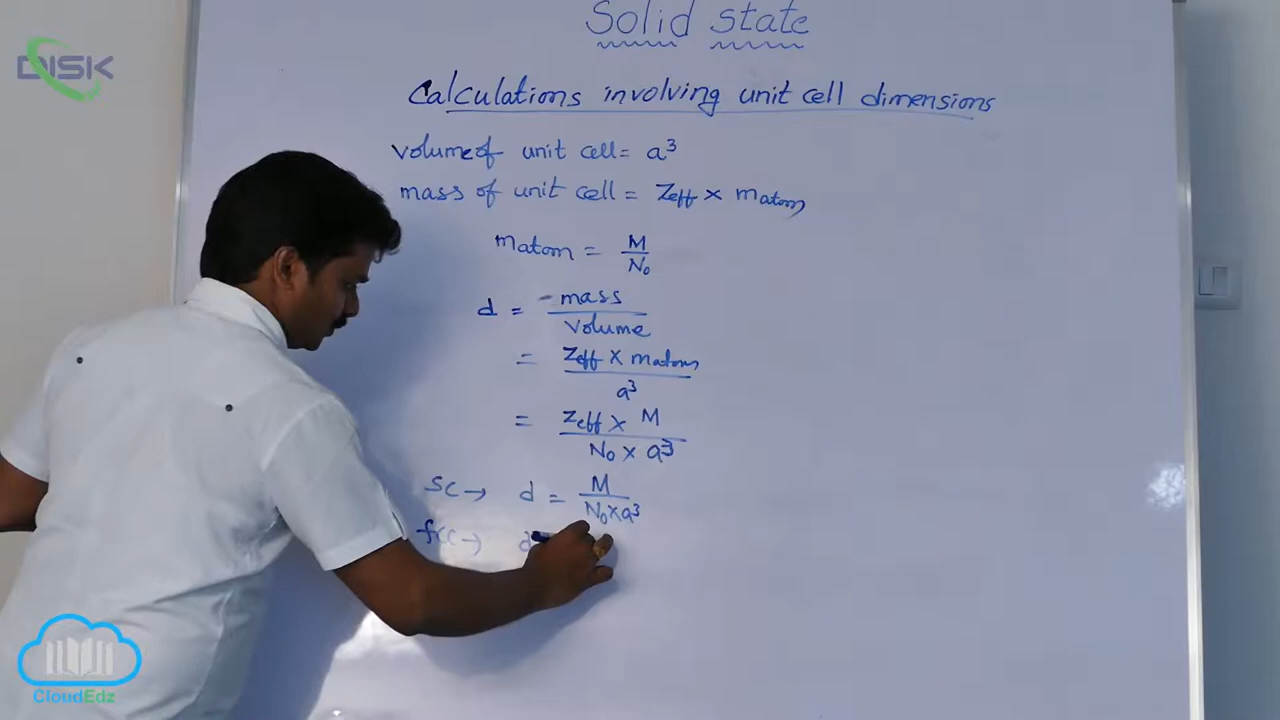 DISK
Solid state
Calculations involving unit cell dimensions
volume of unit cell = a³
mass of unit cell = Zeff × matom
matom = M / N₀
d = mass / volume
= Zeff × matom / a³
= Zeff × M / N₀ × a³
SC → d = M / N₀ × a³
fCC → d
CloudEdz